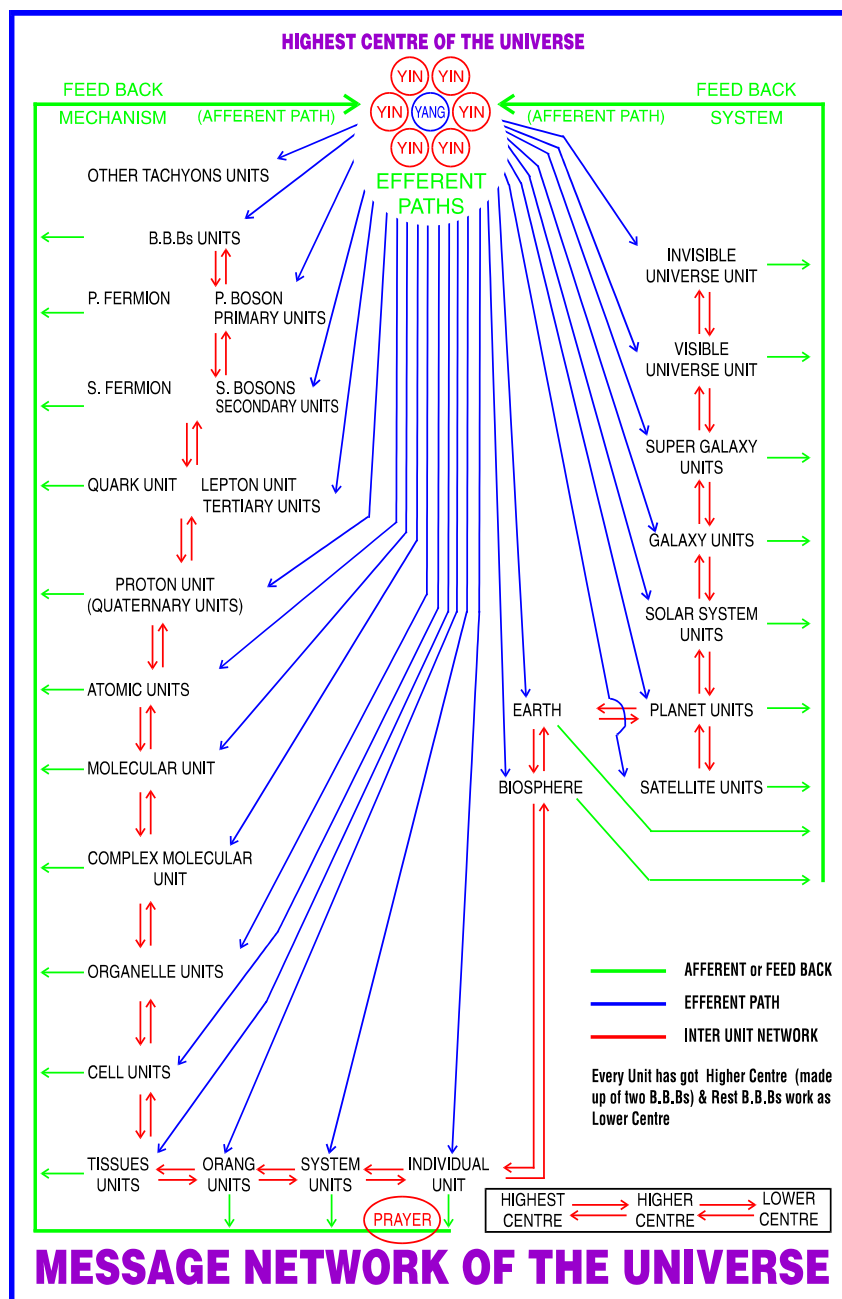 HIGHEST CENTRE OF THE UNIVERSE
YIN YIN
YIN YANG YIN
YIN YIN
FEED BACK
MECHANISM
(AFFERENT PATH)
(AFFERENT PATH)
FEED BACK
SYSTEM
EFFERENT
PATHS
OTHER TACHYONS UNITS
B.B.Bs UNITS
P. FERMION
P. BOSON
PRIMARY UNITS
S. FERMION
S. BOSONS
SECONDARY UNITS
QUARK UNIT
LEPTON UNIT
TERTIARY UNITS
PROTON UNIT
(QUATERNARY UNITS)
ATOMIC UNITS
MOLECULAR UNIT
COMPLEX MOLECULAR
UNIT
ORGANELLE UNITS
CELL UNITS
TISSUES
UNITS
ORANG
UNITS
SYSTEM
UNITS
INDIVIDUAL
UNIT
PRAYER
INVISIBLE
UNIVERSE UNIT
VISIBLE
UNIVERSE UNIT
SUPER GALAXY
UNITS
GALAXY UNITS
SOLAR SYSTEM
UNITS
EARTH
PLANET UNITS
BIOSPHERE
SATELLITE UNITS
AFFERENT or FEED BACK
EFFERENT PATH
INTER UNIT NETWORK
Every Unit has got Higher Centre (made
up of two B.B.Bs) & Rest B.B.Bs work as
Lower Centre
HIGHEST
CENTRE
HIGHER
CENTRE
LOWER
CENTRE
MESSAGE NETWORK OF THE UNIVERSE